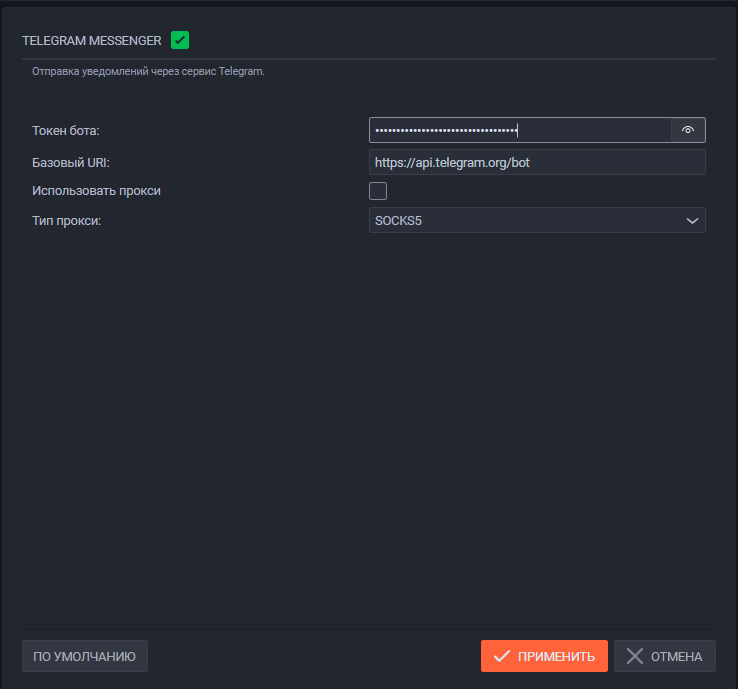 TELEGRAM MESSENGER
Отправка уведомлений через сервис Telegram.
Токен бота: ••••••••••••••••••••••••••••••••••
Базовый URI: https://api.telegram.org/bot
Использовать прокси
Тип прокси: SOCKS5
ПО УМОЛЧАНИЮ ПРИМЕНИТЬ ОТМЕНА